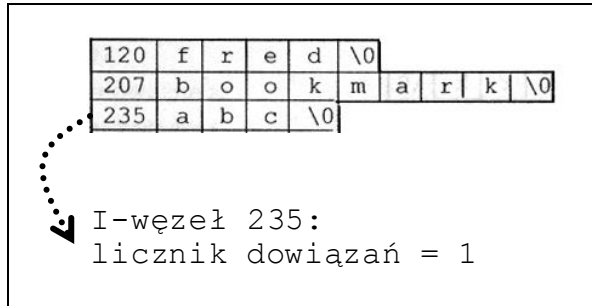 120 f r e d \0
207 b o o k m a r k \0
235 a b c \0
I-węzeł 235:
licznik dowiązań = 1